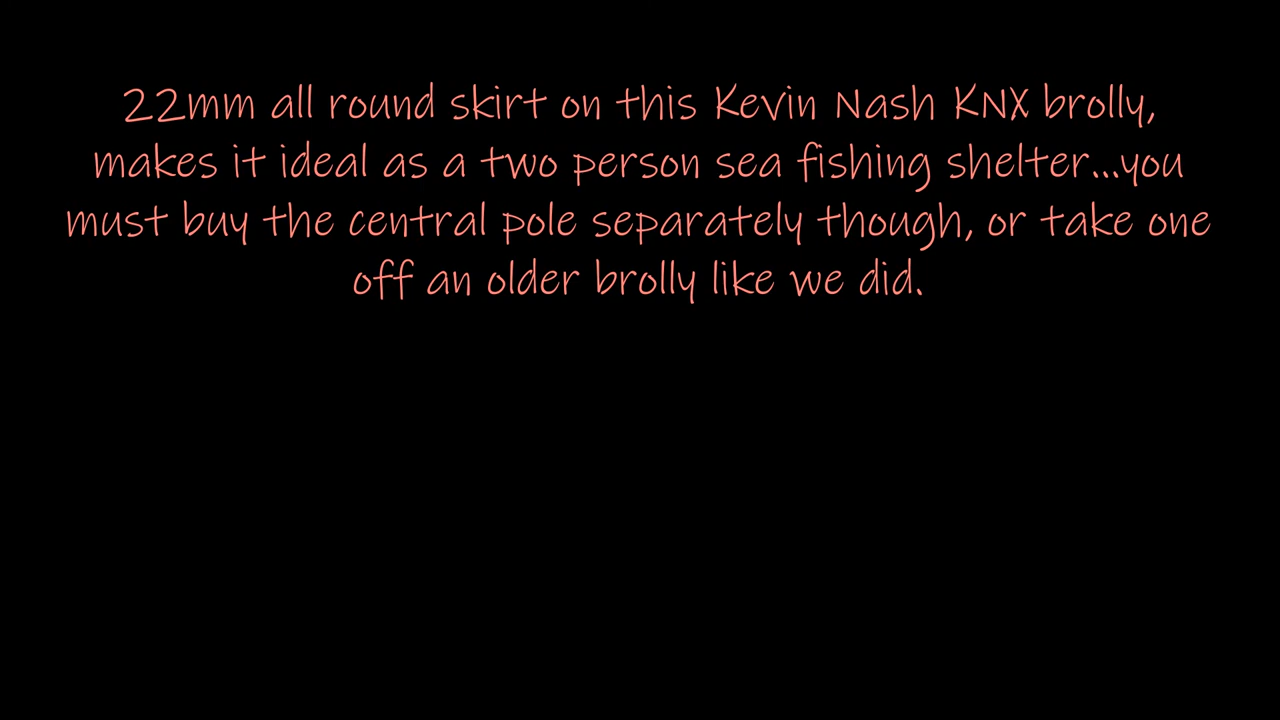 22mm all round skirt on this Kevin Nash KNX brolly,
makes it ideal as a two person sea fishing shelter...you
must buy the central pole separately though, or take one
off an older brolly like we did.